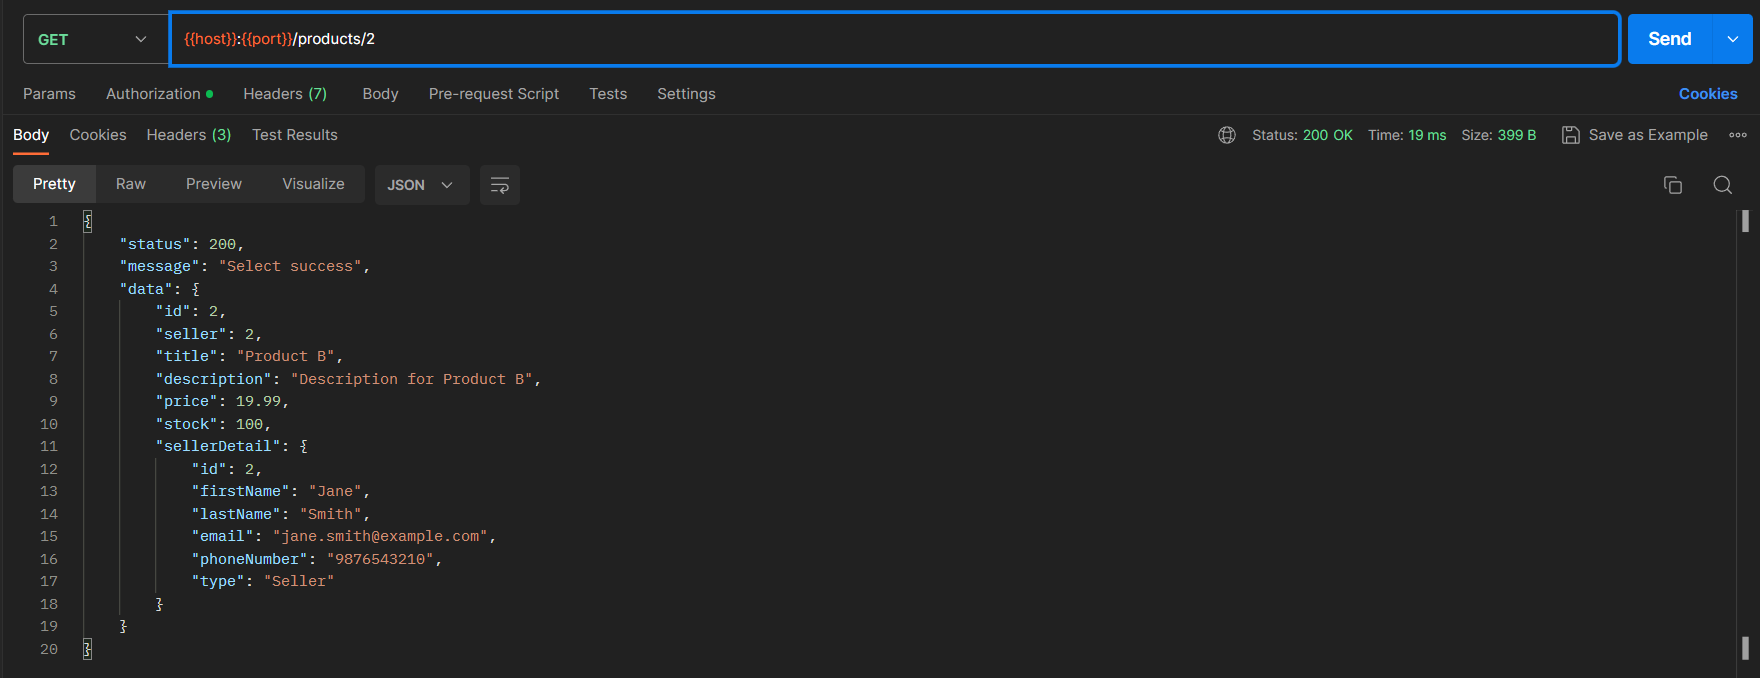 GET {{host}}:{{port}}/products/2 Send
Params Authorization Headers (7) Body Pre-request Script Tests Settings Cookies
Body Cookies Headers (3) Test Results Status: 200 OK Time: 19 ms Size: 399 B Save as Example
Pretty Raw Preview Visualize JSON
1 {
2 "status": 200,
3 "message": "Select success",
4 "data": {
5 "id": 2,
6 "seller": 2,
7 "title": "Product B",
8 "description": "Description for Product B",
9 "price": 19.99,
10 "stock": 100,
11 "sellerDetail": {
12 "id": 2,
13 "firstName": "Jane",
14 "lastName": "Smith",
15 "email": "jane.smith@example.com",
16 "phoneNumber": "9876543210",
17 "type": "Seller"
18 }
19 }
20 }